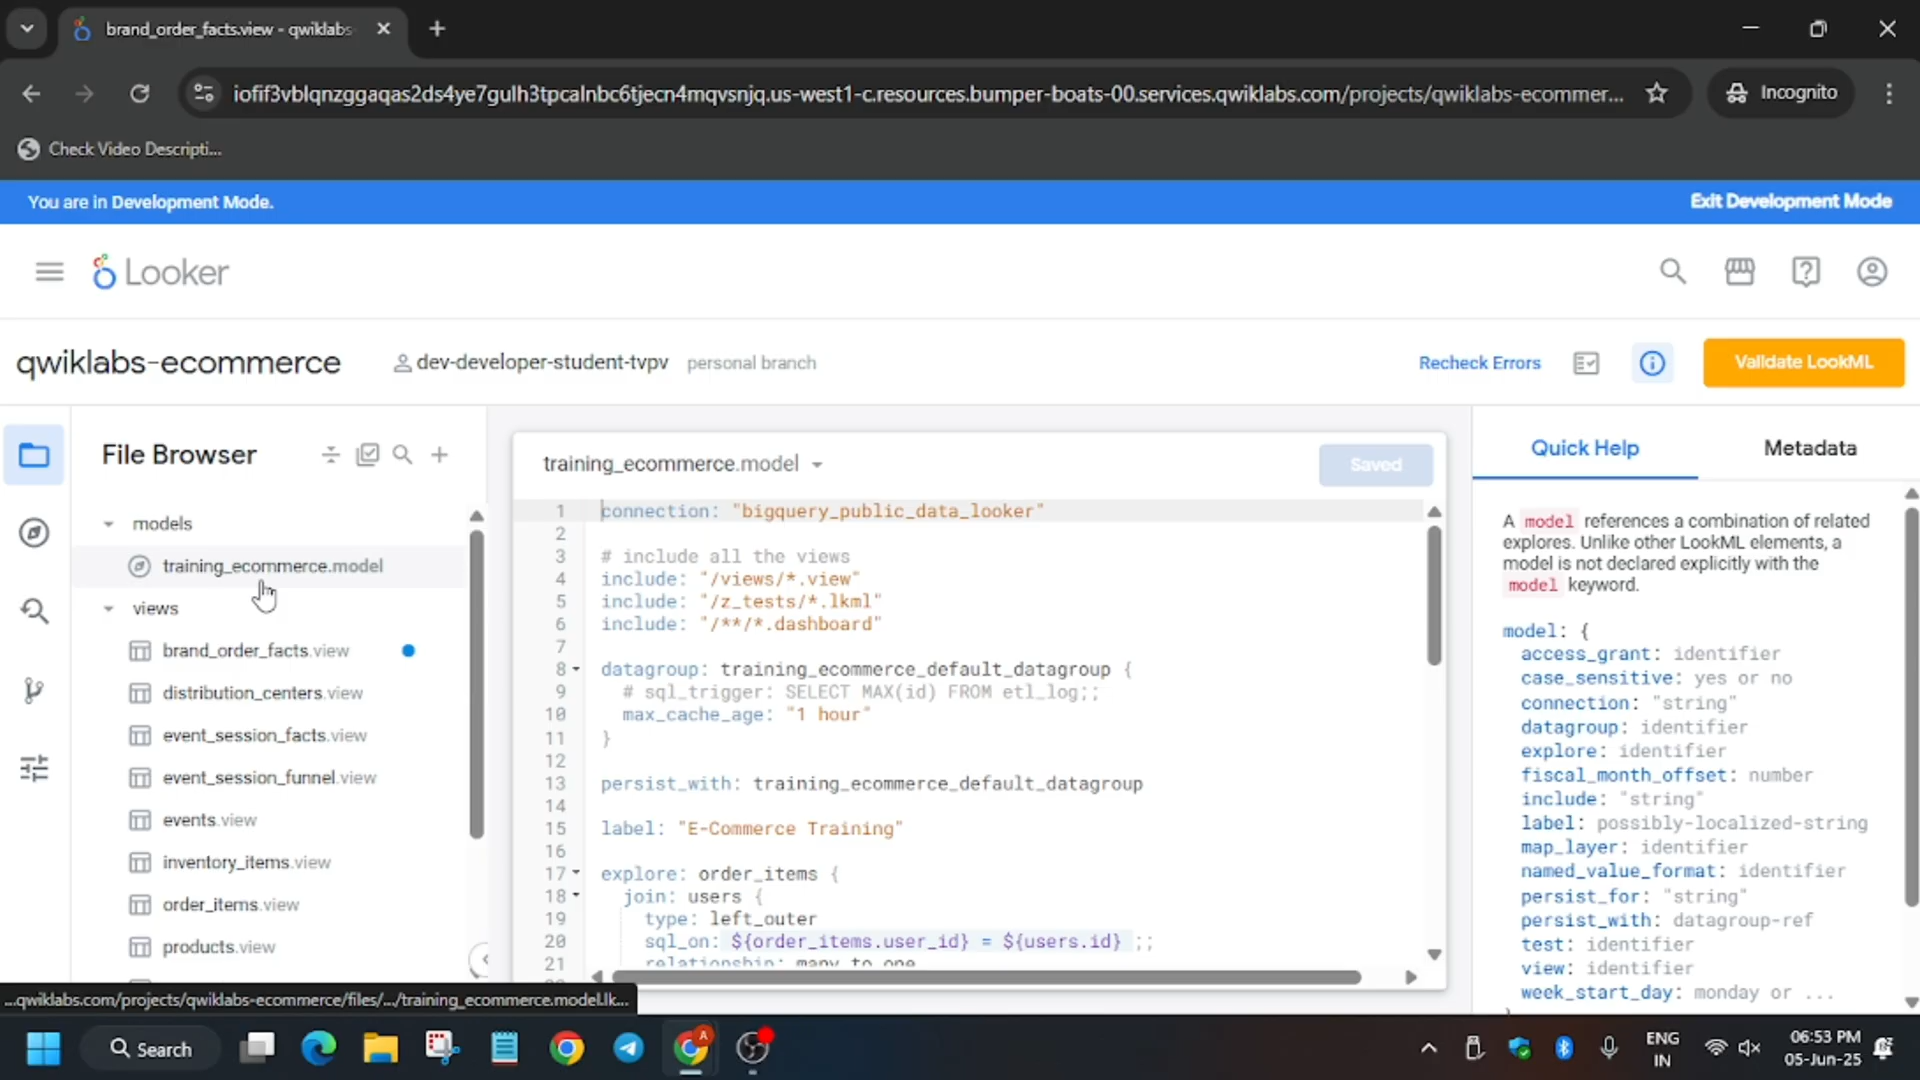 brand_order_facts.view - qwiklabs-
iofif3vblqnzggaqas2ds4ye7gulh3tpcalnbc6tjecn4mqvsnjq.us-west1-c.resources.bumper-boats-00.services.qwiklabs.com/projects/qwiklabs-ecommer...
Incognito
Check Video Descripti...
You are in Development Mode.
Exit Development Mode
Looker
qwiklabs-ecommerce
dev-developer-student-tvpv personal branch
Recheck Errors
Validate LookML
File Browser
models
training_ecommerce.model
views
brand_order_facts.view
distribution_centers.view
event_session_facts.view
event_session_funnel.view
events.view
inventory_items.view
order_items.view
products.view
...qwiklabs.com/projects/qwiklabs-ecommerce/files/.../training_ecommerce.model.lk...
training_ecommerce.model
Saved
1 connection: "bigquery_public_data_looker"
2
3 # include all the views
4 include: "/views/*.view"
5 include: "/z_tests/*.lkml"
6 include: "/**/*.dashboard"
7
8 datagroup: training_ecommerce_default_datagroup {
9 # sql_trigger: SELECT MAX(id) FROM etl_log;;
10 max_cache_age: "1 hour"
11 }
12
13 persist_with: training_ecommerce_default_datagroup
14
15 label: "E-Commerce Training"
16
17 explore: order_items {
18 join: users {
19 type: left_outer
20 sql_on: ${order_items.user_id} = ${users.id} ;;
21 relationship: many_to_one
Quick Help
Metadata
A model references a combination of related
explores. Unlike other LookML elements, a
model is not declared explicitly with the
model keyword.
model: {
access_grant: identifier
case_sensitive: yes or no
connection: "string"
datagroup: identifier
explore: identifier
fiscal_month_offset: number
include: "string"
label: possibly-localized-string
map_layer: identifier
named_value_format: identifier
persist_for: "string"
persist_with: datagroup-ref
test: identifier
view: identifier
week_start_day: monday or ...
Search
A
ENG
IN
06:53 PM
05-Jun-25